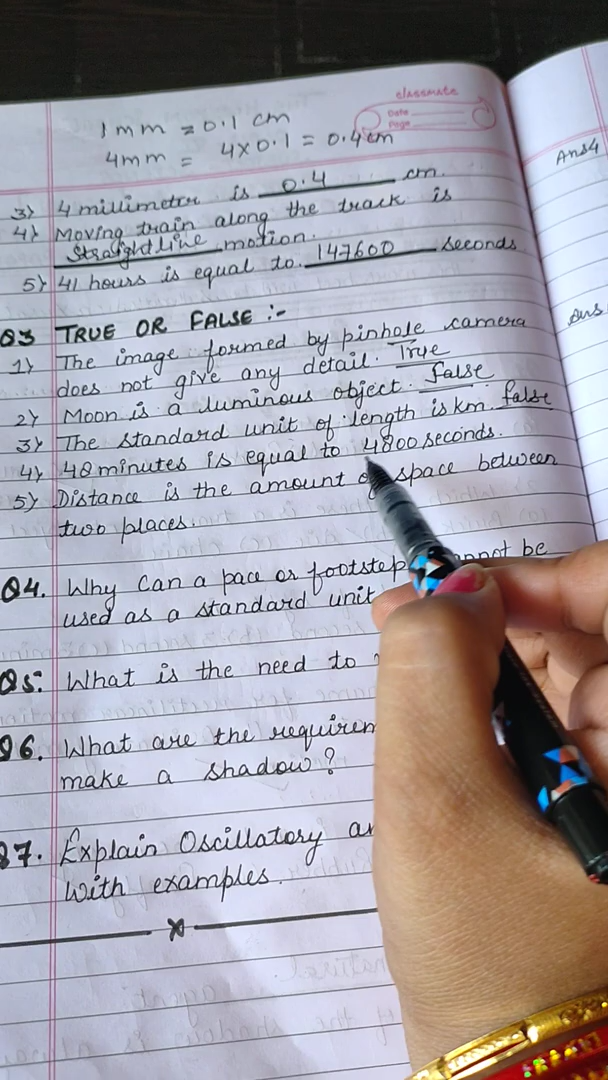 classmate
Date
Page
1mm = 0.1 cm
4mm = 4x0.1 = 0.4cm
3) 4 millimeter is 0.4 cm.
4) Moving train along the track is
Straight line motion.
5) 41 hours is equal to 147600 seconds
Q3 TRUE OR FALSE :-
1) The image formed by pinhole camera
does not give any detail. True
2) Moon is a luminous object. false
3) The standard unit of length is km. false
4) 48 minutes is equal to 4800 seconds.
5) Distance is the amount of space between
two places.
Q4. Why can a pace or footstep cannot be
used as a standard unit
Q5. What is the need to
Q6. What are the
make a shadow?
Q7. Explain Oscillatory
with examples.
Ans4
Ans